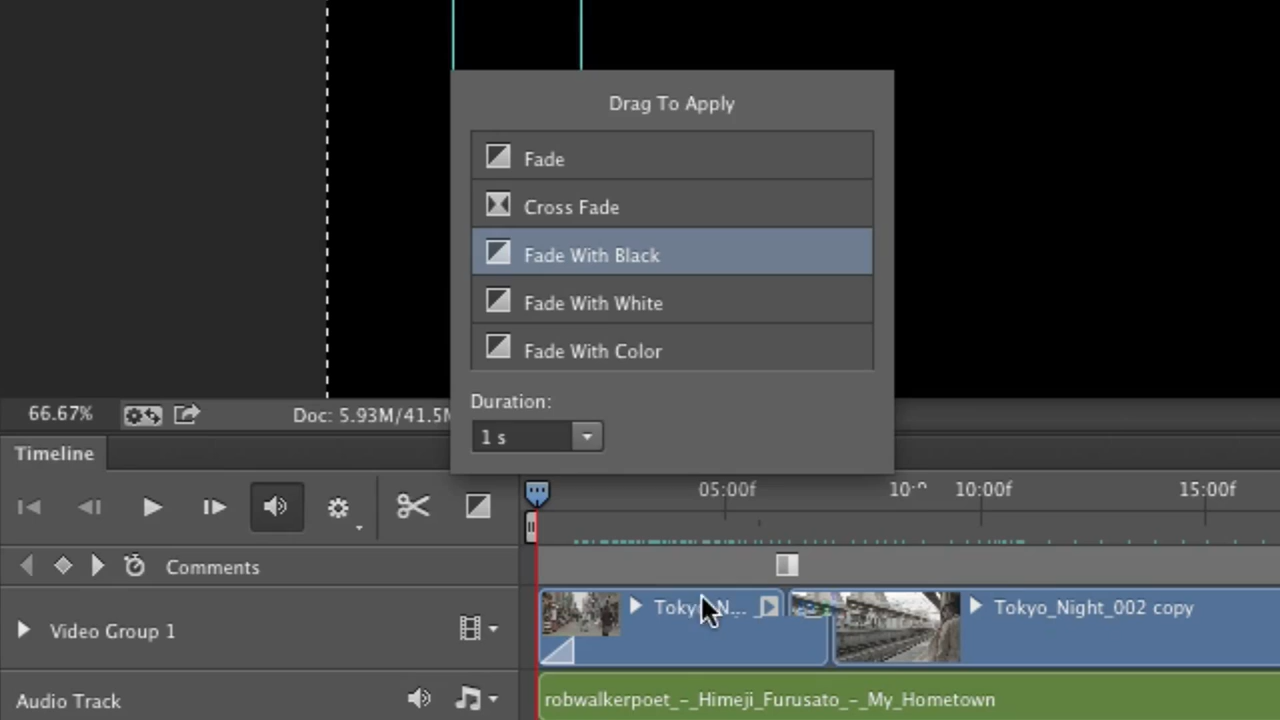 Drag To Apply
Fade
Cross Fade
Fade With Black
Fade With White
Fade With Color
Duration:
1 s
66.67%
Doc: 5.93M/41.5M
Timeline
05:00f
10:00f
15:00f
Comments
Video Group 1
Tokyo_N...
Tokyo_Night_002 copy
Audio Track
robwalkerpoet_-_Himeji_Furusato_-_My_Hometown